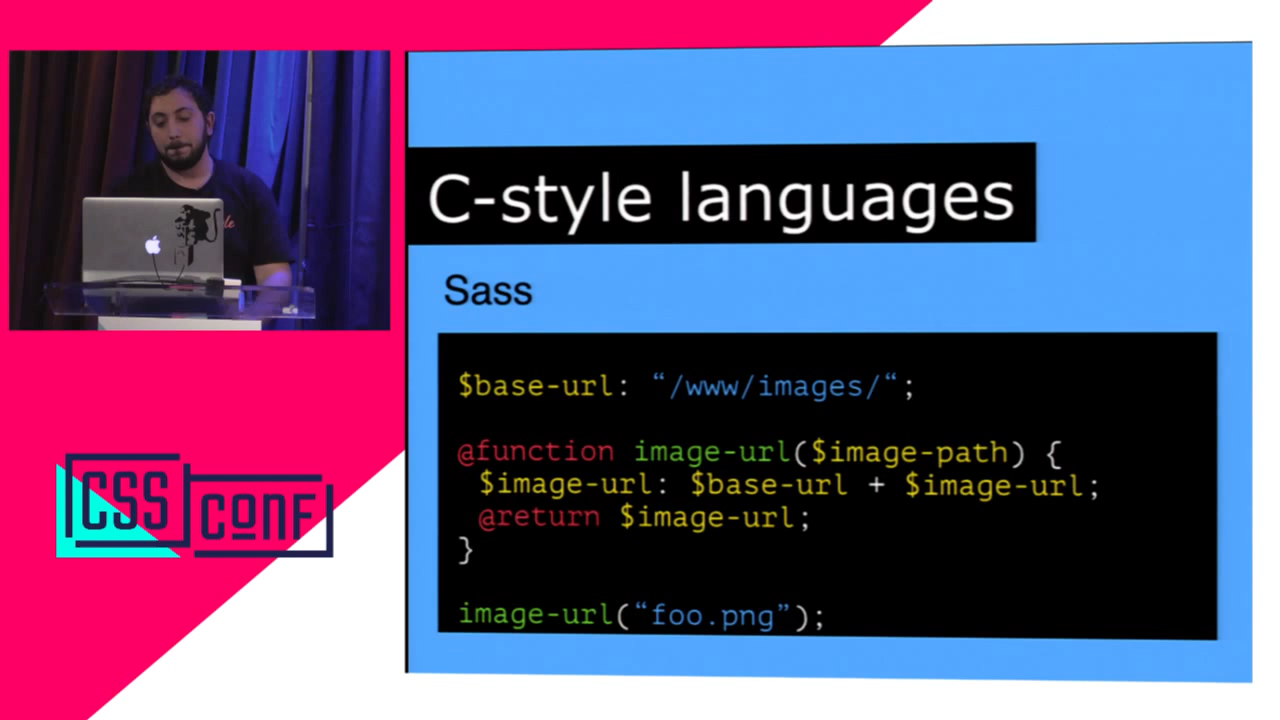 C-style languages
Sass
$base-url: “/www/images/“;
@function image-url($image-path) {
$image-url: $base-url + $image-url;
@return $image-url;
}
image-url(“foo.png”);
CSS
CONF